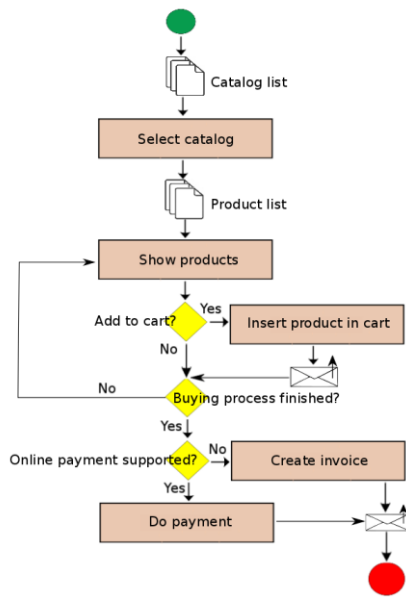 Catalog list
Select catalog
Product list
Show products
Add to cart?
Yes
Insert product in cart
No
No
Buying process finished?
Yes
Online payment supported?
No
Create invoice
Yes
Do payment